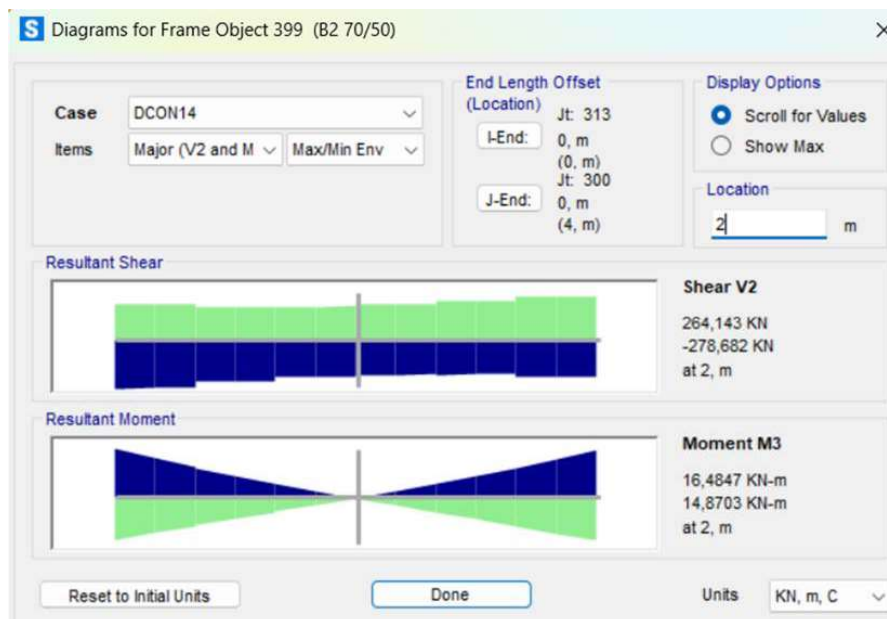 S Diagrams for Frame Object 399 (B2 70/50)
Case DCON14
Items Major (V2 and M Max/Min Env
End Length Offset
(Location)
I-End:
Jt: 313
0, m
(0, m)
J-End:
Jt: 300
0, m
(4, m)
Display Options
Scroll for Values
Show Max
Location
2 m
Resultant Shear
Shear V2
264,143 KN
-278,682 KN
at 2, m
Resultant Moment
Moment M3
16,4847 KN-m
14,8703 KN-m
at 2, m
Reset to Initial Units
Done
Units KN, m, C